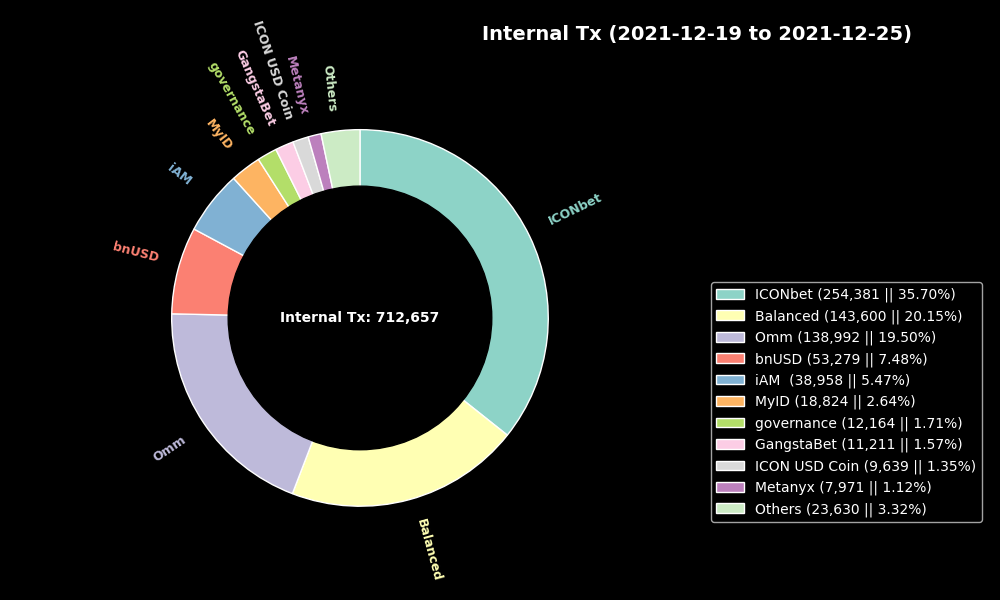 Internal Tx (2021-12-19 to 2021-12-25)
Others
Metanyx
ICON USD Coin
GangstaBet
governance
MyID
iAM
bnUSD
Omm
Balanced
ICONbet
Internal Tx: 712,657
ICONbet (254,381 || 35.70%)
Balanced (143,600 || 20.15%)
Omm (138,992 || 19.50%)
bnUSD (53,279 || 7.48%)
iAM  (38,958 || 5.47%)
MyID (18,824 || 2.64%)
governance (12,164 || 1.71%)
GangstaBet (11,211 || 1.57%)
ICON USD Coin (9,639 || 1.35%)
Metanyx (7,971 || 1.12%)
Others (23,630 || 3.32%)